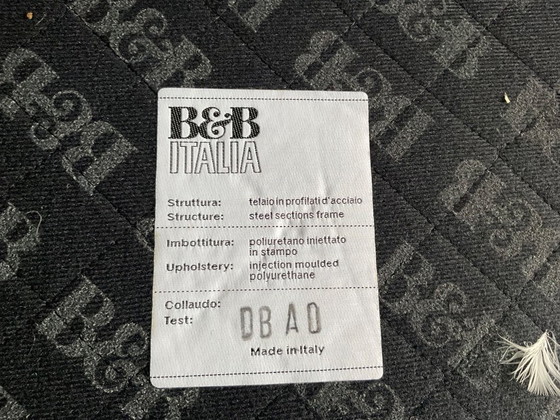 B&B
ITALIA
Struttura: telaio in profilati d'acciaio
Structure: steel sections frame
Imbottitura: poliuretano iniettato
in stampo
Upholstery: injection moulded
polyurethane
Collaudo:
Test: DB AO
Made in Italy